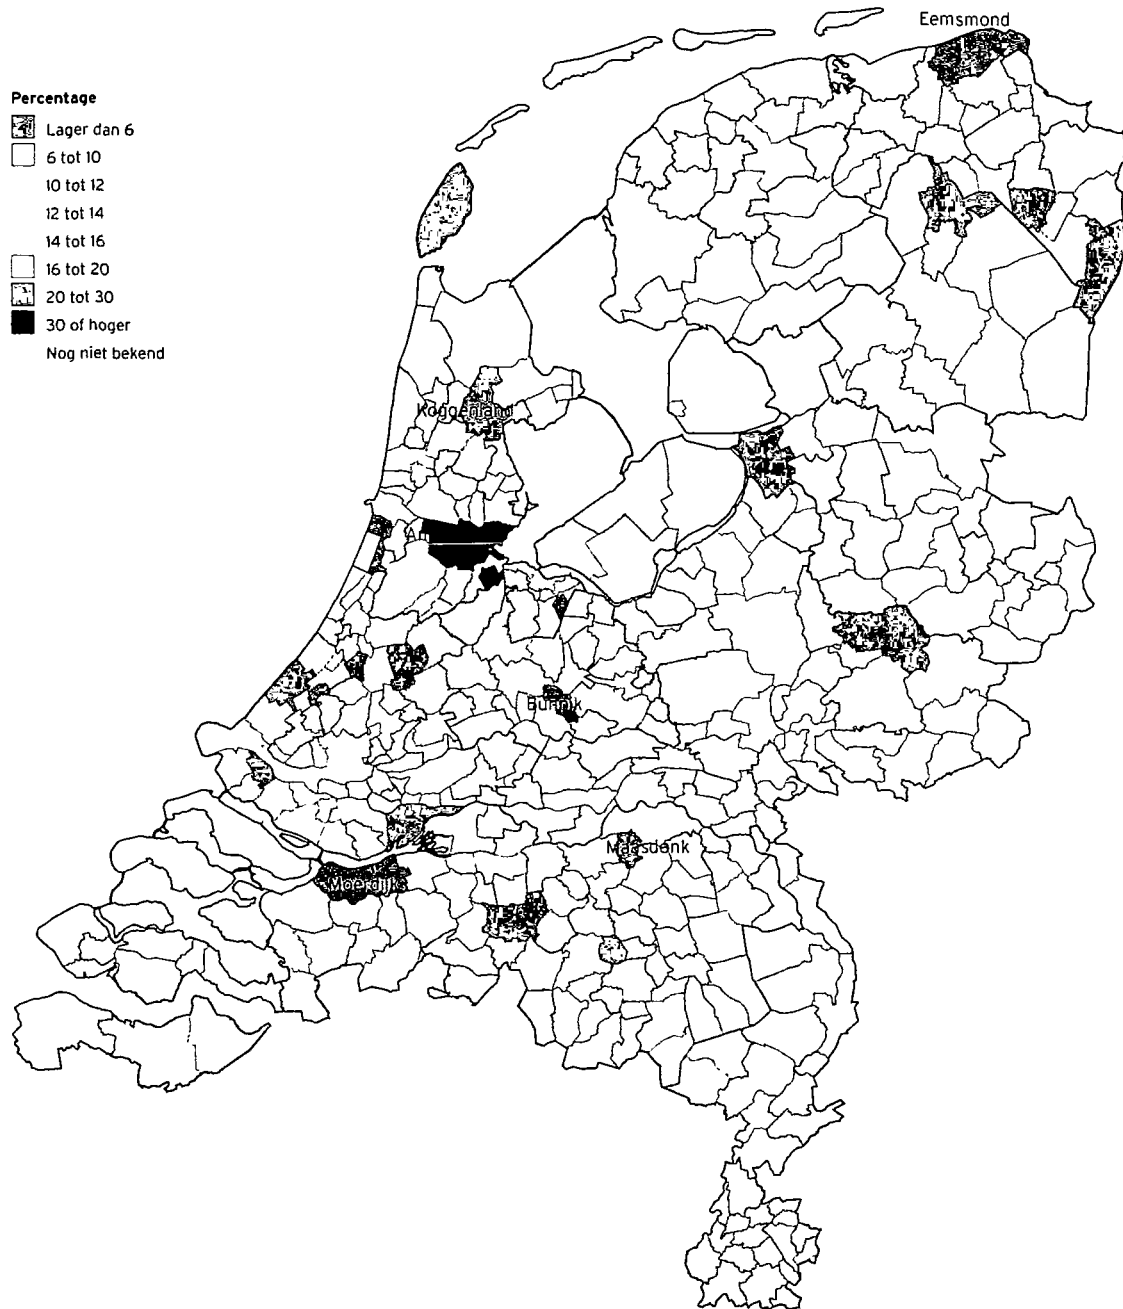 Eemsmond
Percentage
Lager dan 6
6 tot 10
10 tot 12
12 tot 14
14 tot 16
16 tot 20
20 tot 30
30 of hoger
Nog niet bekend
Koggenland
Am
Bunnik
Maasdonk
Moerdijk